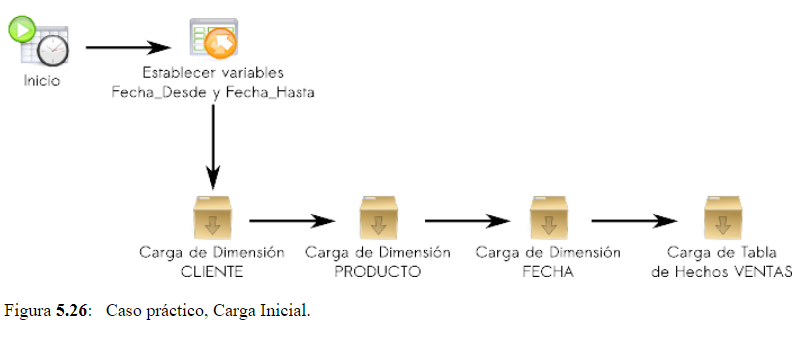 Inicio
Establecer variables
Fecha_Desde y Fecha_Hasta
Carga de Dimensión
CLIENTE
Carga de Dimensión
PRODUCTO
Carga de Dimensión
FECHA
Carga de Tabla
de Hechos VENTAS
Figura 5.26: Caso práctico, Carga Inicial.